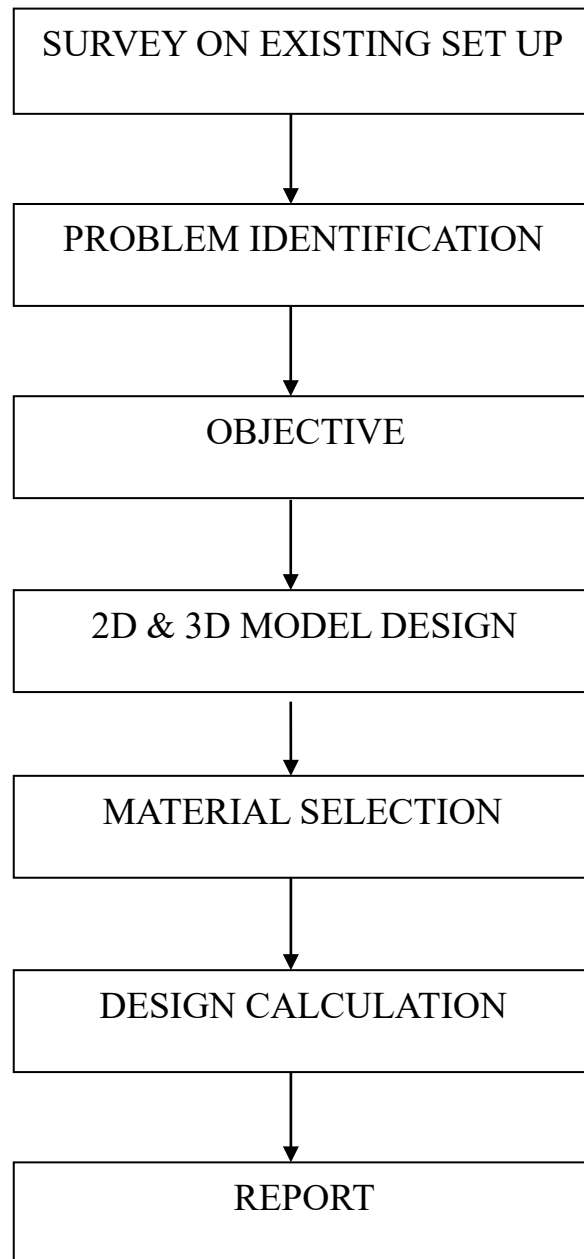 SURVEY ON EXISTING SET UP
PROBLEM IDENTIFICATION
OBJECTIVE
2D & 3D MODEL DESIGN
MATERIAL SELECTION
DESIGN CALCULATION
REPORT